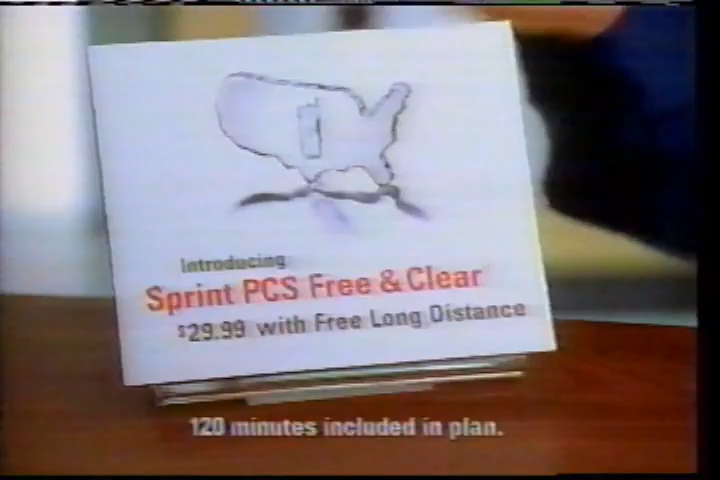 Introducing
Sprint PCS Free & Clear
$29.99 with Free Long Distance
120 minutes included in plan.